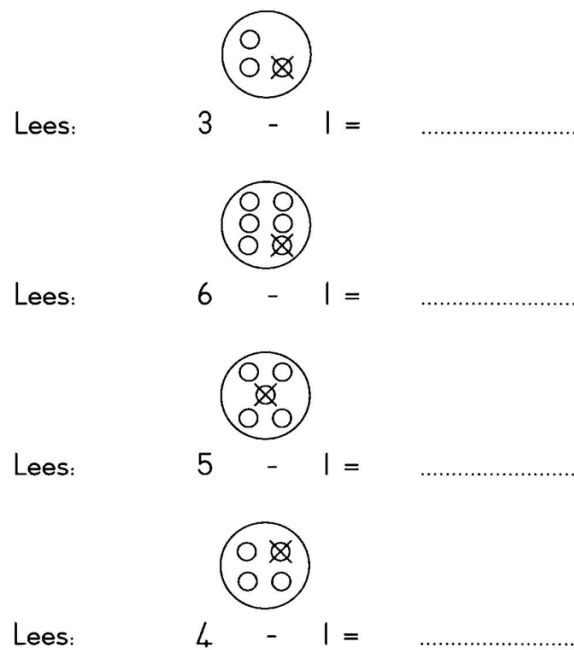 Lees: 3 - 1 = ....................
Lees: 6 - 1 = ....................
Lees: 5 - 1 = ....................
Lees: 4 - 1 = ....................